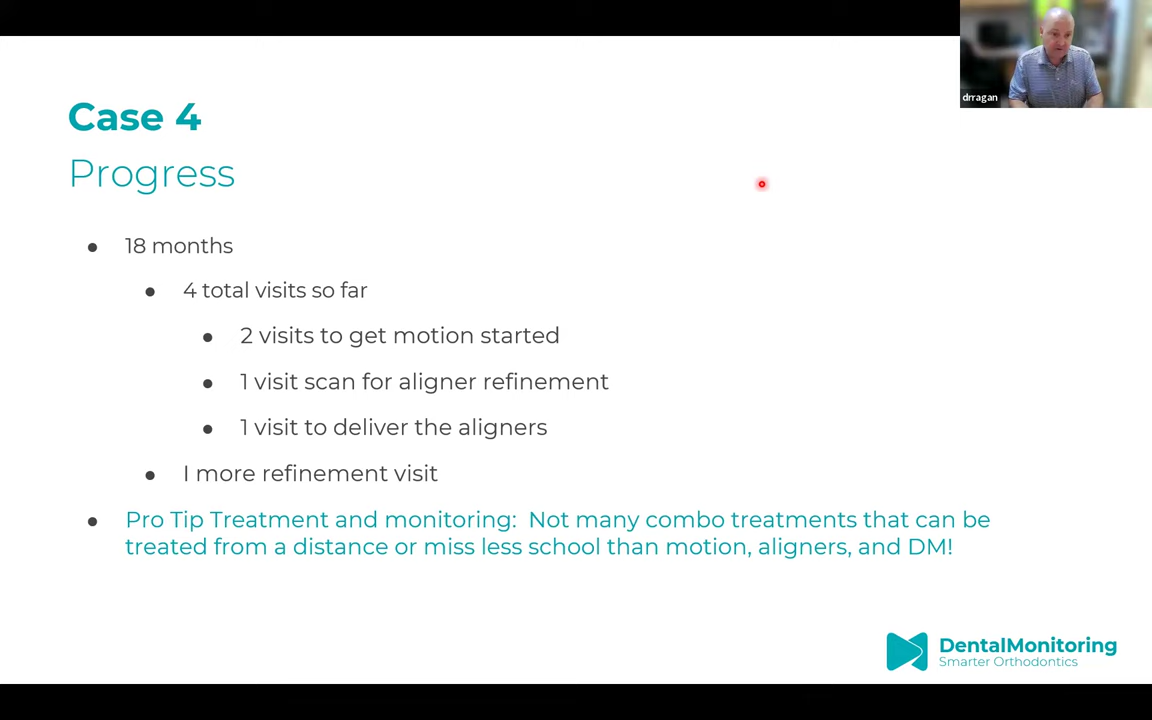 drragan
Case 4
Progress
● 18 months
● 4 total visits so far
● 2 visits to get motion started
● 1 visit scan for aligner refinement
● 1 visit to deliver the aligners
● I more refinement visit
● Pro Tip Treatment and monitoring:  Not many combo treatments that can be
treated from a distance or miss less school than motion, aligners, and DM!
DentalMonitoring
Smarter Orthodontics